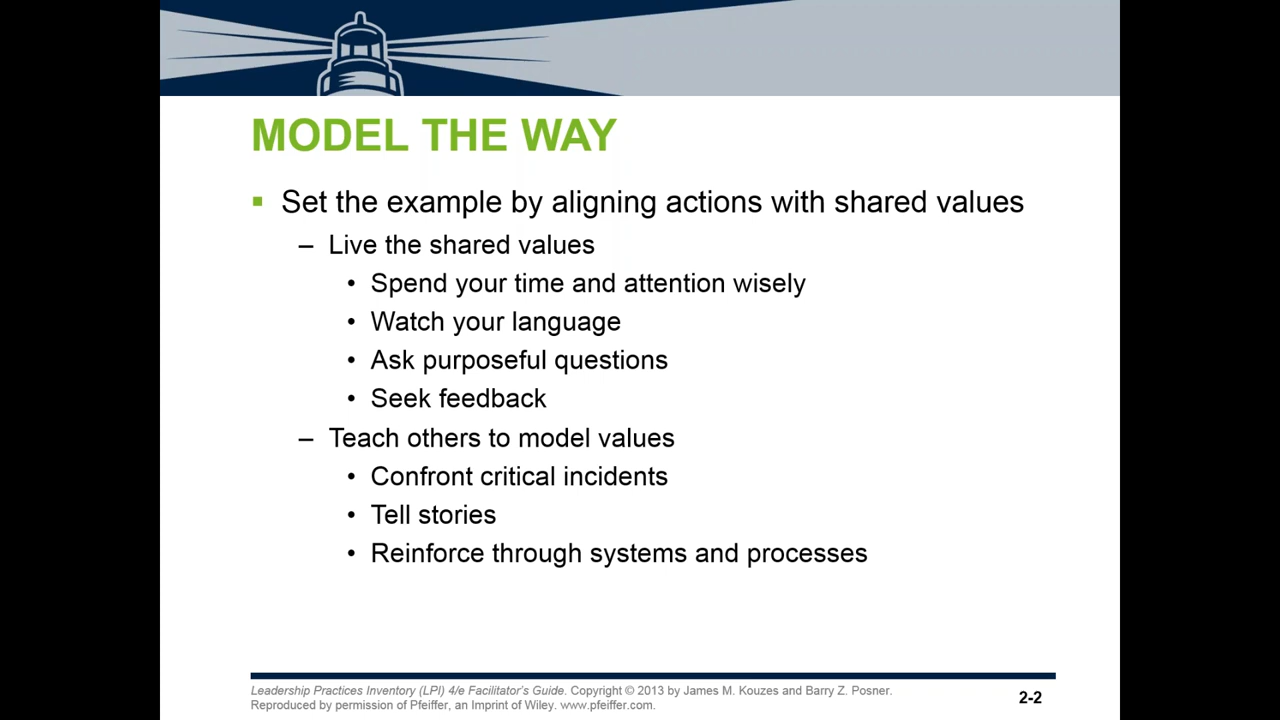 MODEL THE WAY
▪ Set the example by aligning actions with shared values
– Live the shared values
• Spend your time and attention wisely
• Watch your language
• Ask purposeful questions
• Seek feedback
– Teach others to model values
• Confront critical incidents
• Tell stories
• Reinforce through systems and processes
Leadership Practices Inventory (LPI) 4/e Facilitator's Guide. Copyright © 2013 by James M. Kouzes and Barry Z. Posner.
Reproduced by permission of Pfeiffer, an Imprint of Wiley. www.pfeiffer.com.
2-2